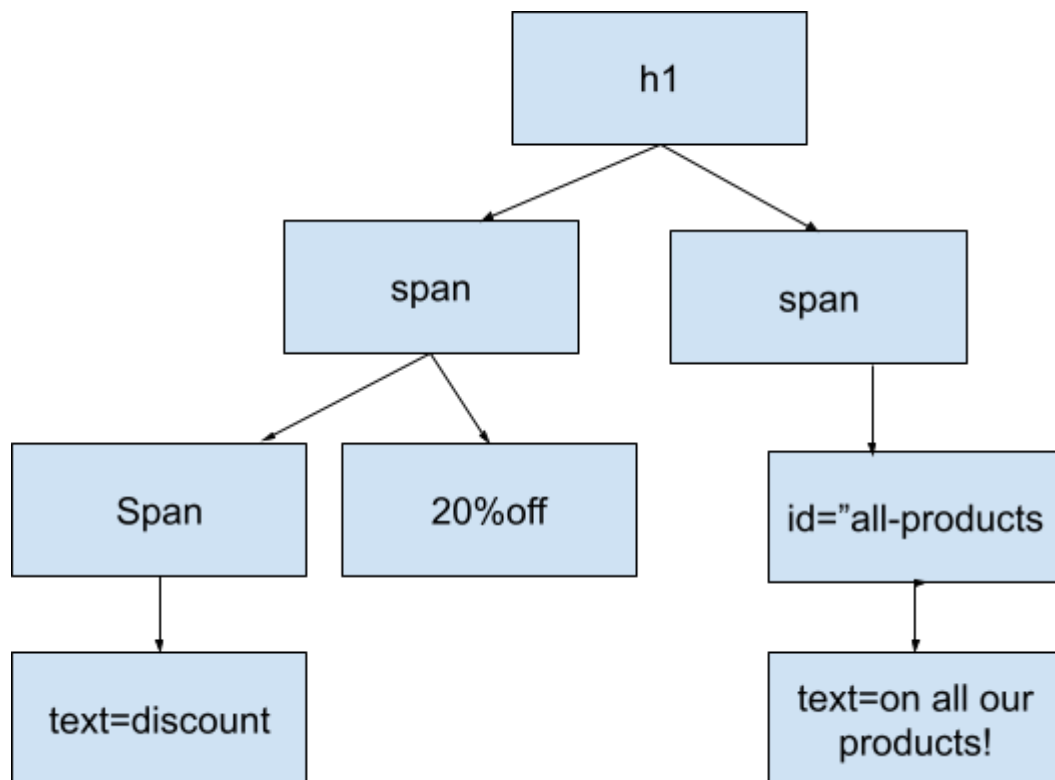 h1
span
span
Span
20%off
id=”all-products
text=discount
text=on all our
products!